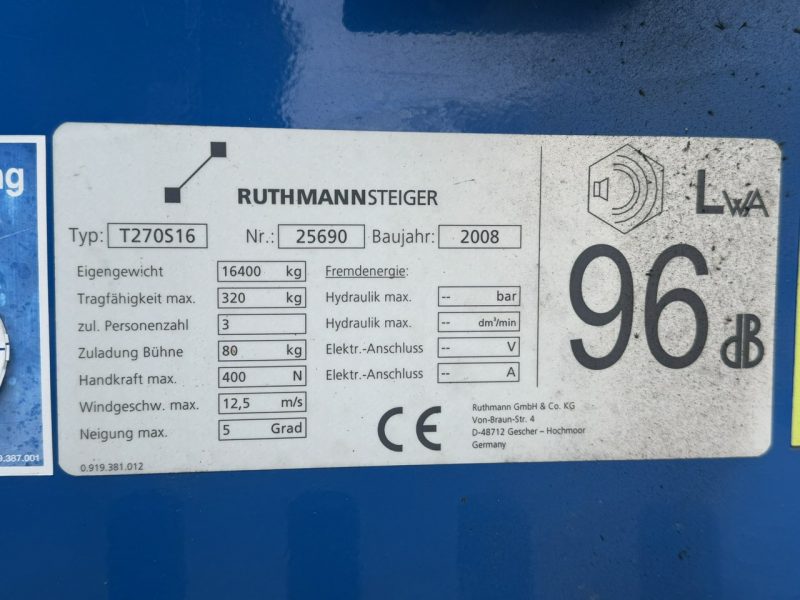 ng
RUTHMANNSTEIGER
Typ: T270S16 Nr.: 25690 Baujahr: 2008
Eigengewicht 16400 kg
Tragfähigkeit max. 320 kg
zul. Personenzahl 3
Zuladung Bühne 80 kg
Handkraft max. 400 N
Windgeschw. max. 12,5 m/s
Neigung max. 5 Grad
0.919.381.012
Fremdenergie:
Hydraulik max. -- bar
Hydraulik max. -- dm³/min
Elektr.-Anschluss -- V
Elektr.-Anschluss -- A
CE
Ruthmann GmbH & Co. KG
Von-Braun-Str. 4
D-48712 Gescher – Hochmoor
Germany
LWA
96 dB
9.387.001